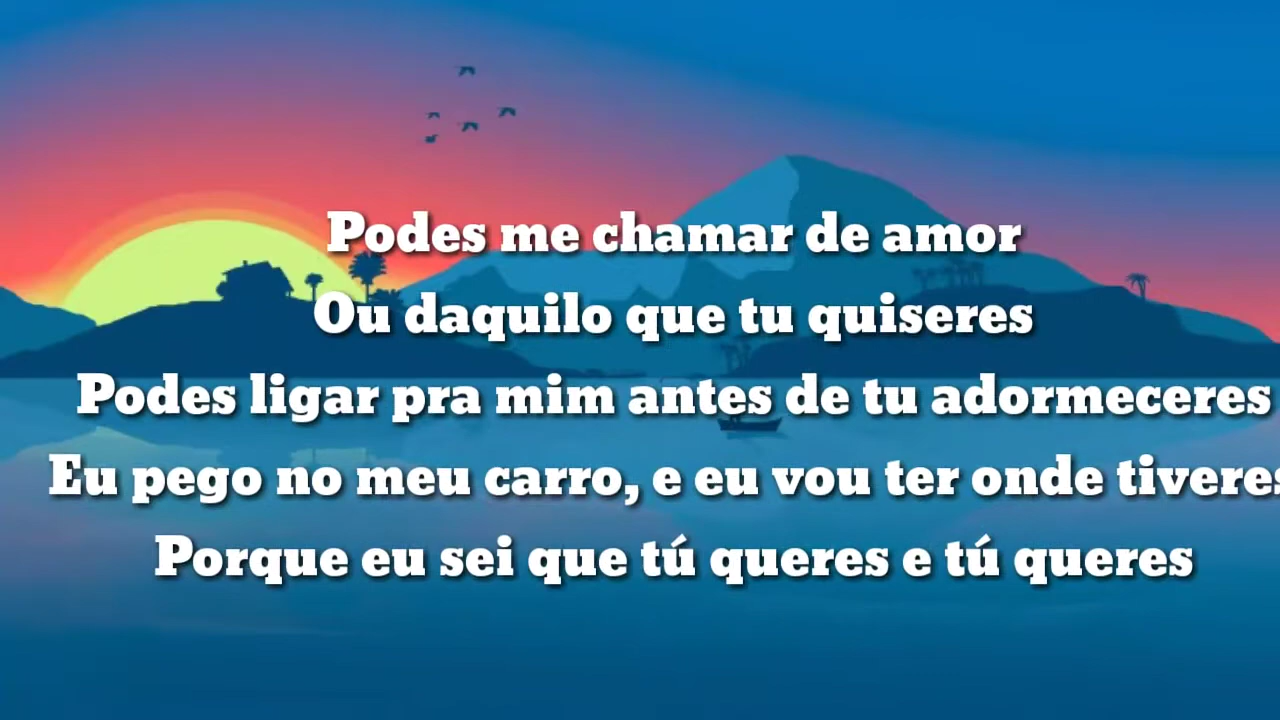 Podes me chamar de amor
Ou daquilo que tu quiseres
Podes ligar pra mim antes de tu adormeceres
Eu pego no meu carro, e eu vou ter onde tiveres
Porque eu sei que tú queres e tú queres